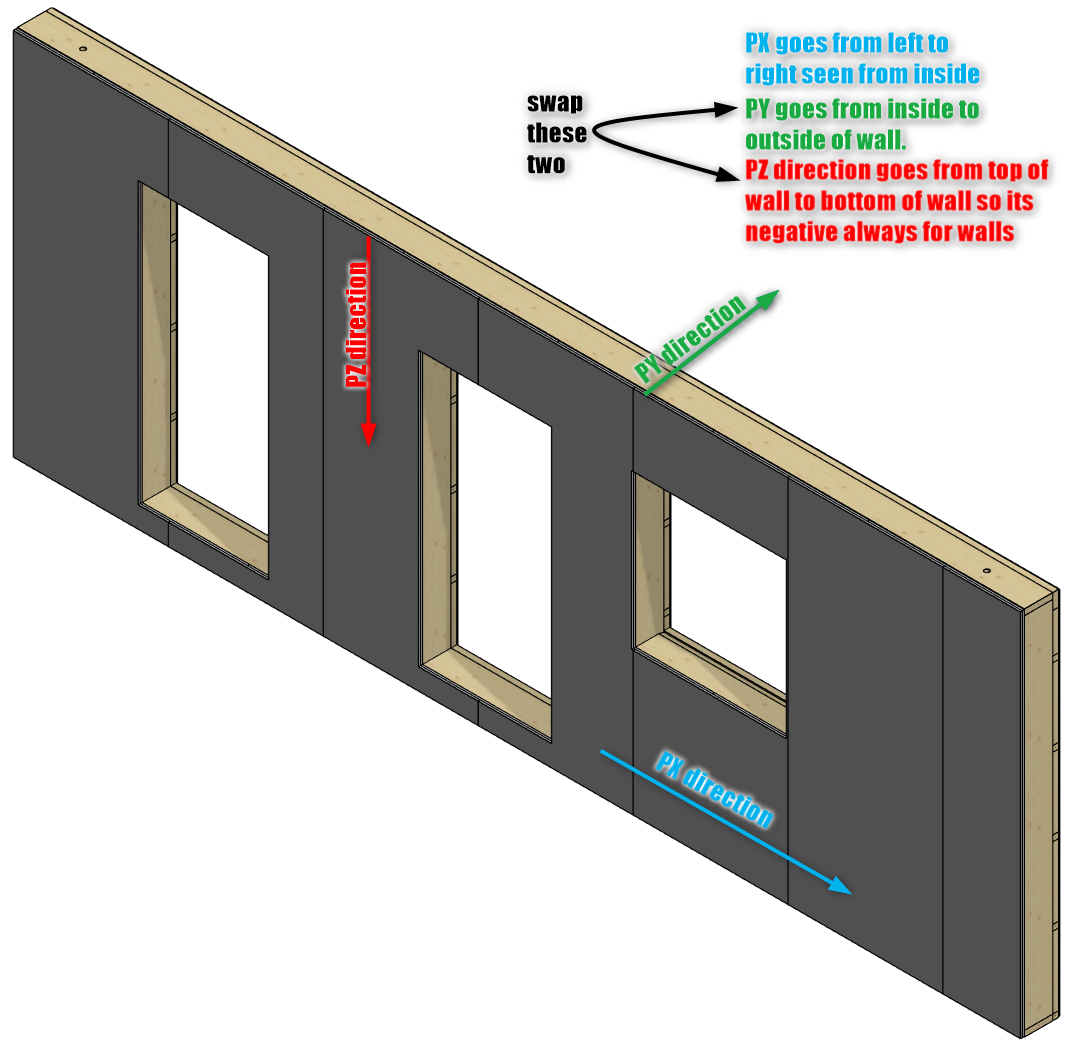 PX goes from left to
right seen from inside
swap
these
two
PY goes from inside to
outside of wall.
PZ direction goes from top of
wall to bottom of wall so its
negative always for walls
PZ direction
PY direction
PX direction